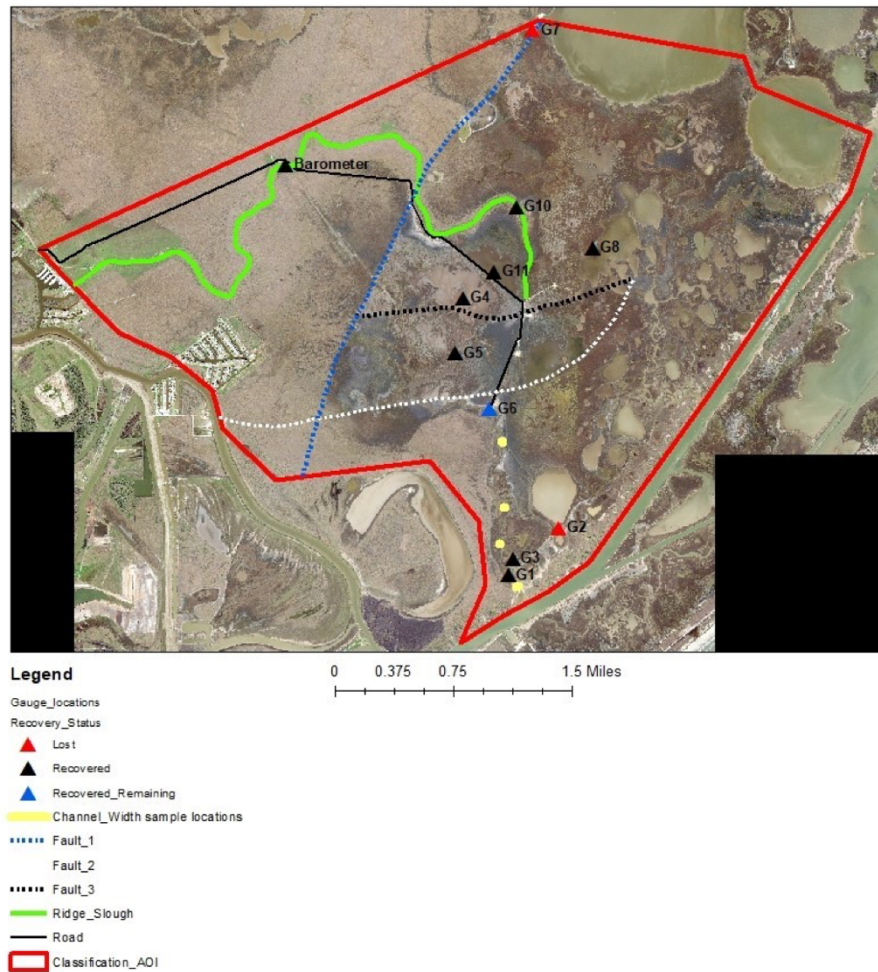 G7
Barometer
G10
G8
G11
G4
G5
G6
G2
G3
G1
Legend
0 0.375 0.75 1.5 Miles
Gauge_locations
Recovery_Status
Lost
Recovered
Recovered_Remaining
Channel_Width sample locations
Fault_1
Fault_2
Fault_3
Ridge_Slough
Road
Classification_AOI